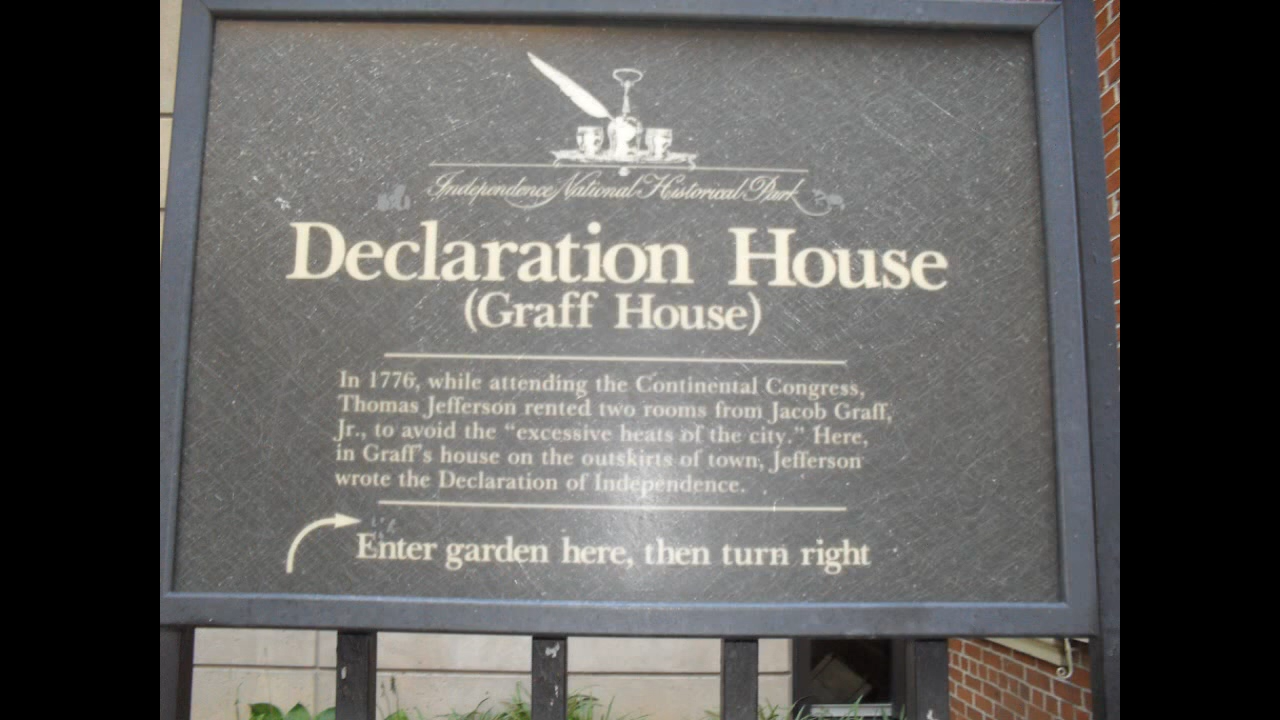 Independence National Historical Park
Declaration House
(Graff House)
In 1776, while attending the Continental Congress,
Thomas Jefferson rented two rooms from Jacob Graff,
Jr., to avoid the “excessive heats of the city.” Here,
in Graff’s house on the outskirts of town, Jefferson
wrote the Declaration of Independence.
Enter garden here, then turn right